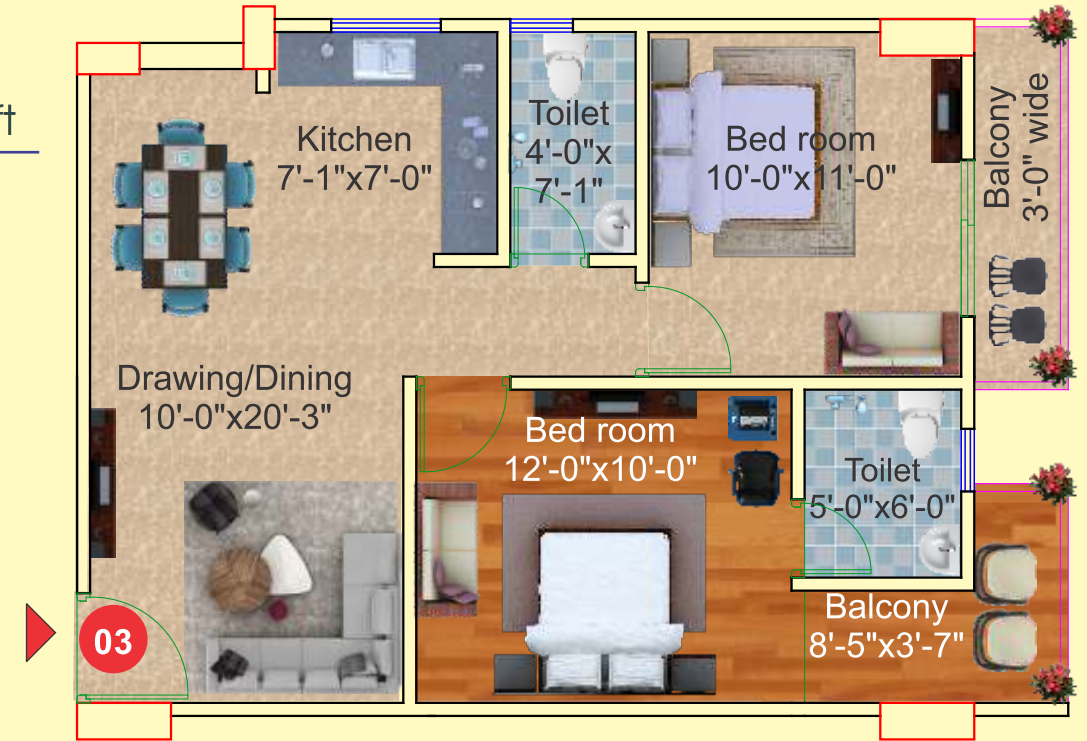 ft
Kitchen
7'-1"x7'-0"
Toilet
4'-0"x
7'-1"
Bed room
10'-0"x11'-0"
Balcony
3'-0" wide
Drawing/Dining
10'-0"x20'-3"
Bed room
12'-0"x10'-0"
Toilet
5'-0"x6'-0"
03
Balcony
8'-5"x3'-7"